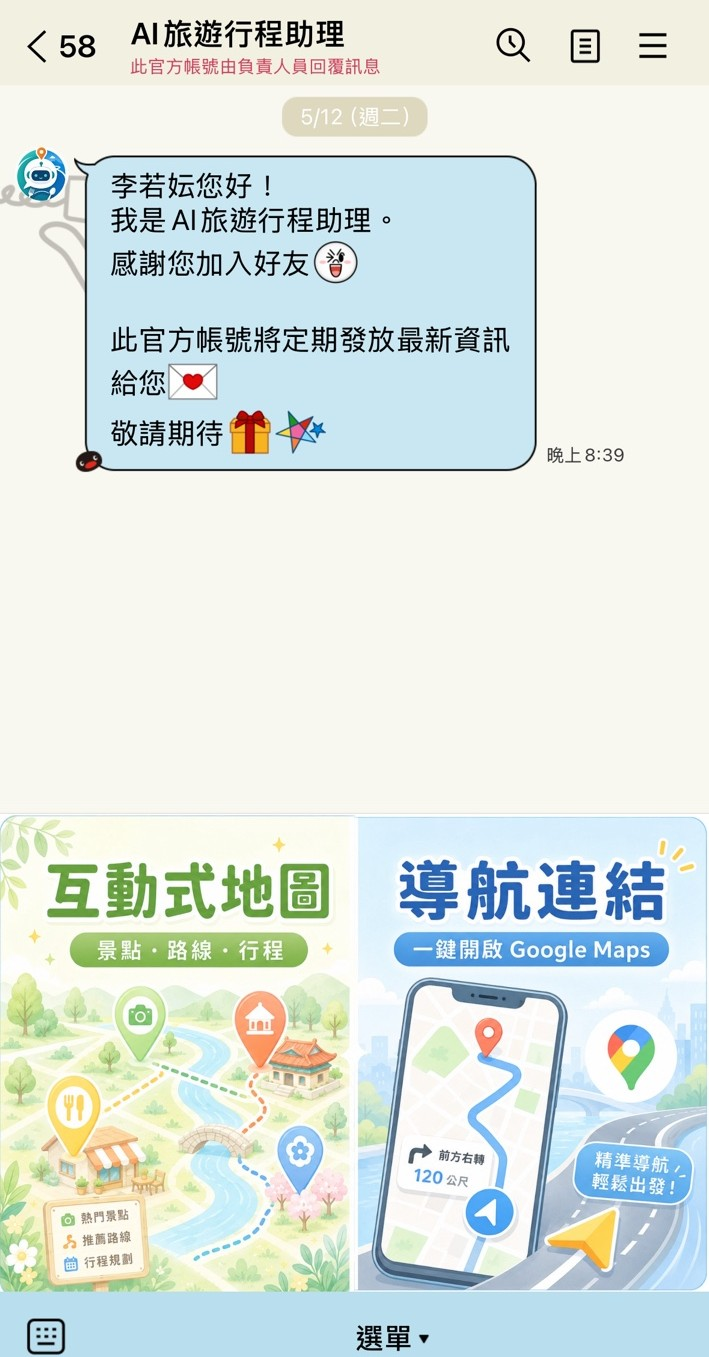 58
AI旅遊行程助理
此官方帳號由負責人員回覆訊息
5/12 (週二)
李若妘您好！
我是AI旅遊行程助理。
感謝您加入好友
此官方帳號將定期發放最新資訊
給您
敬請期待
晚上8:39
互動式地圖
景點·路線·行程
熱門景點
推薦路線
行程規劃
導航連結
一鍵開啟 Google Maps
前方右轉
120 公尺
精準導航
輕鬆出發！
選單▼